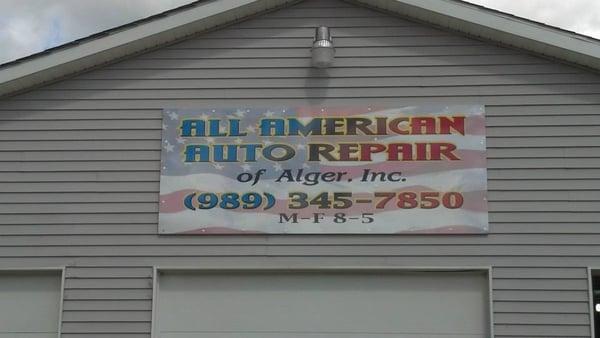 ALL AMERICAN
AUTO REPAIR
of Alger, Inc.
(989) 345-7850
M-F 8-5